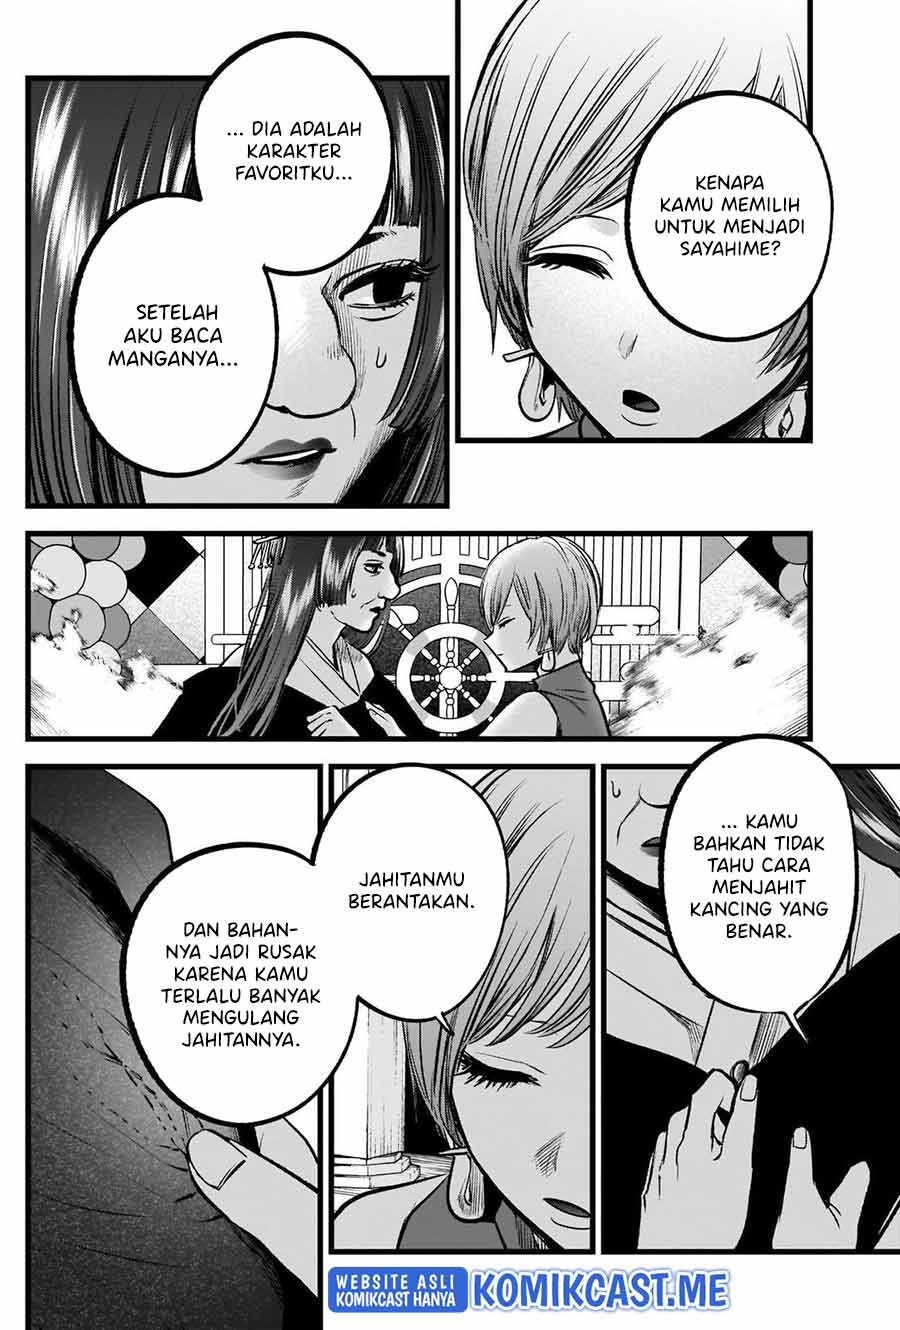 KENAPA
KAMU MEMILIH
UNTUK MENJADI
SAYAHIME?
... DIA ADALAH
KARAKTER
FAVORITKU...
SETELAH
AKU BACA
MANGANYA...
... KAMU
BAHKAN TIDAK
TAHU CARA
MENJAHIT
KANCING YANG
BENAR.
JAHITANMU
BERANTAKAN.
DAN BAHAN-
NYA JADI RUSAK
KARENA KAMU
TERLALU BANYAK
MENGULANG
JAHITANNYA.
WEBSITE ASLI
KOMIKCAST HANYA
KOMIKCAST.ME